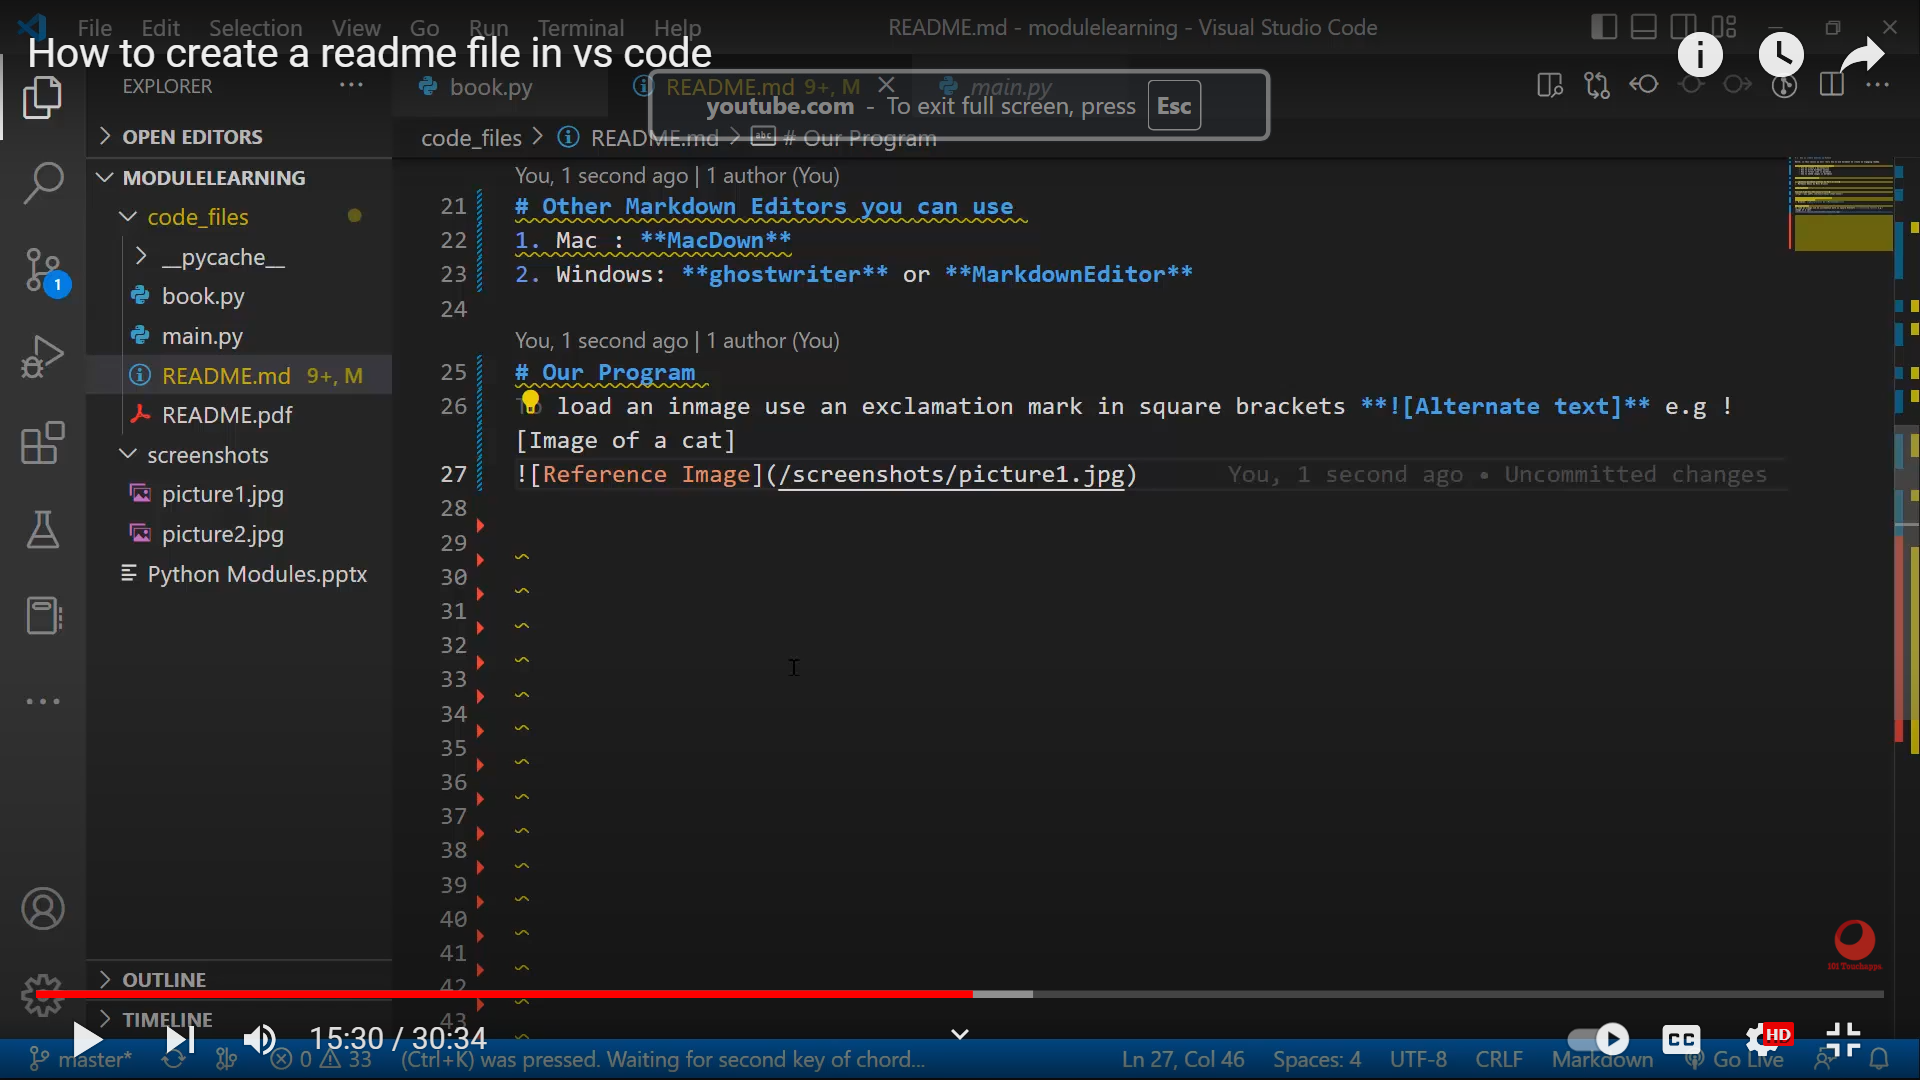 File Edit Selection View Go Run Terminal Help
README.md - modulelearning - Visual Studio Code
How to create a readme file in vs code
EXPLORER
book.py
README.md 9+, M
main.py
youtube.com - To exit full screen, press Esc
OPEN EDITORS
code_files > README.md > # Our Program
MODULELEARNING
code_files
__pycache__
book.py
main.py
README.md 9+, M
README.pdf
screenshots
picture1.jpg
picture2.jpg
Python Modules.pptx
OUTLINE
TIMELINE
1
You, 1 second ago | 1 author (You)
21 # Other Markdown Editors you can use
22 1. Mac : **MacDown**
23 2. Windows: **ghostwriter** or **MarkdownEditor**
24
You, 1 second ago | 1 author (You)
25 # Our Program
26 To load an inmage use an exclamation mark in square brackets **![Alternate text]** e.g !
[Image of a cat]
27 ![Reference Image](/screenshots/picture1.jpg) You, 1 second ago • Uncommitted changes
28
29
30
31
32
33
34
35
36
37
38
39
40
41
42
43
101 Touchapps
15:30 / 30:34
CC
HD
master* 0 33 (Ctrl+K) was pressed. Waiting for second key of chord... Ln 27, Col 46 Spaces: 4 UTF-8 CRLF Markdown Go Live